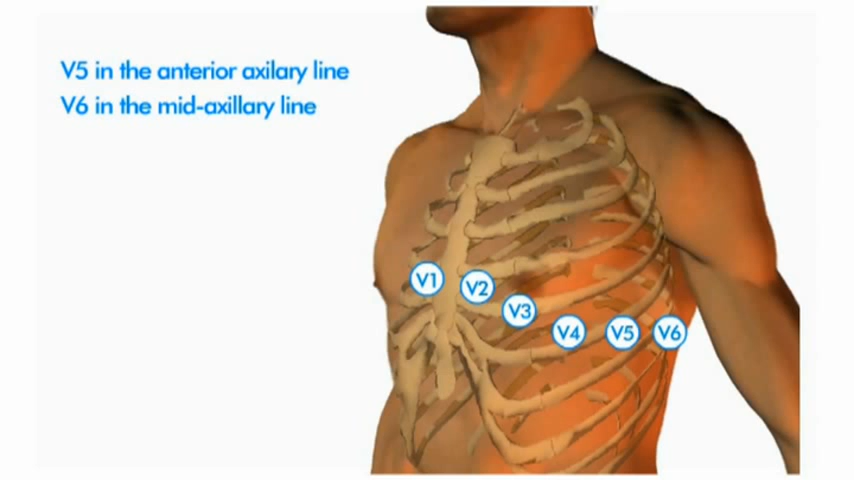 V5 in the anterior axilary line
V6 in the mid-axillary line
V1
V2
V3
V4
V5
V6